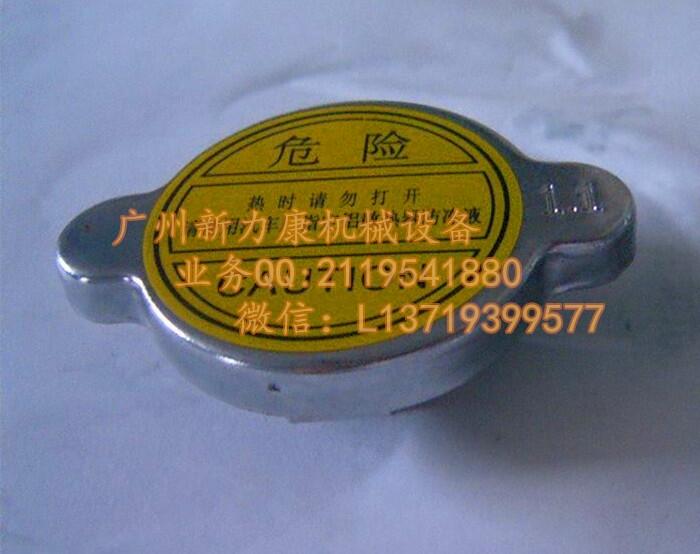 危险
热时请勿打开
1.1
广州新力康机械设备
业务QQ:2119541880
CAUTION
微信：L13719399577